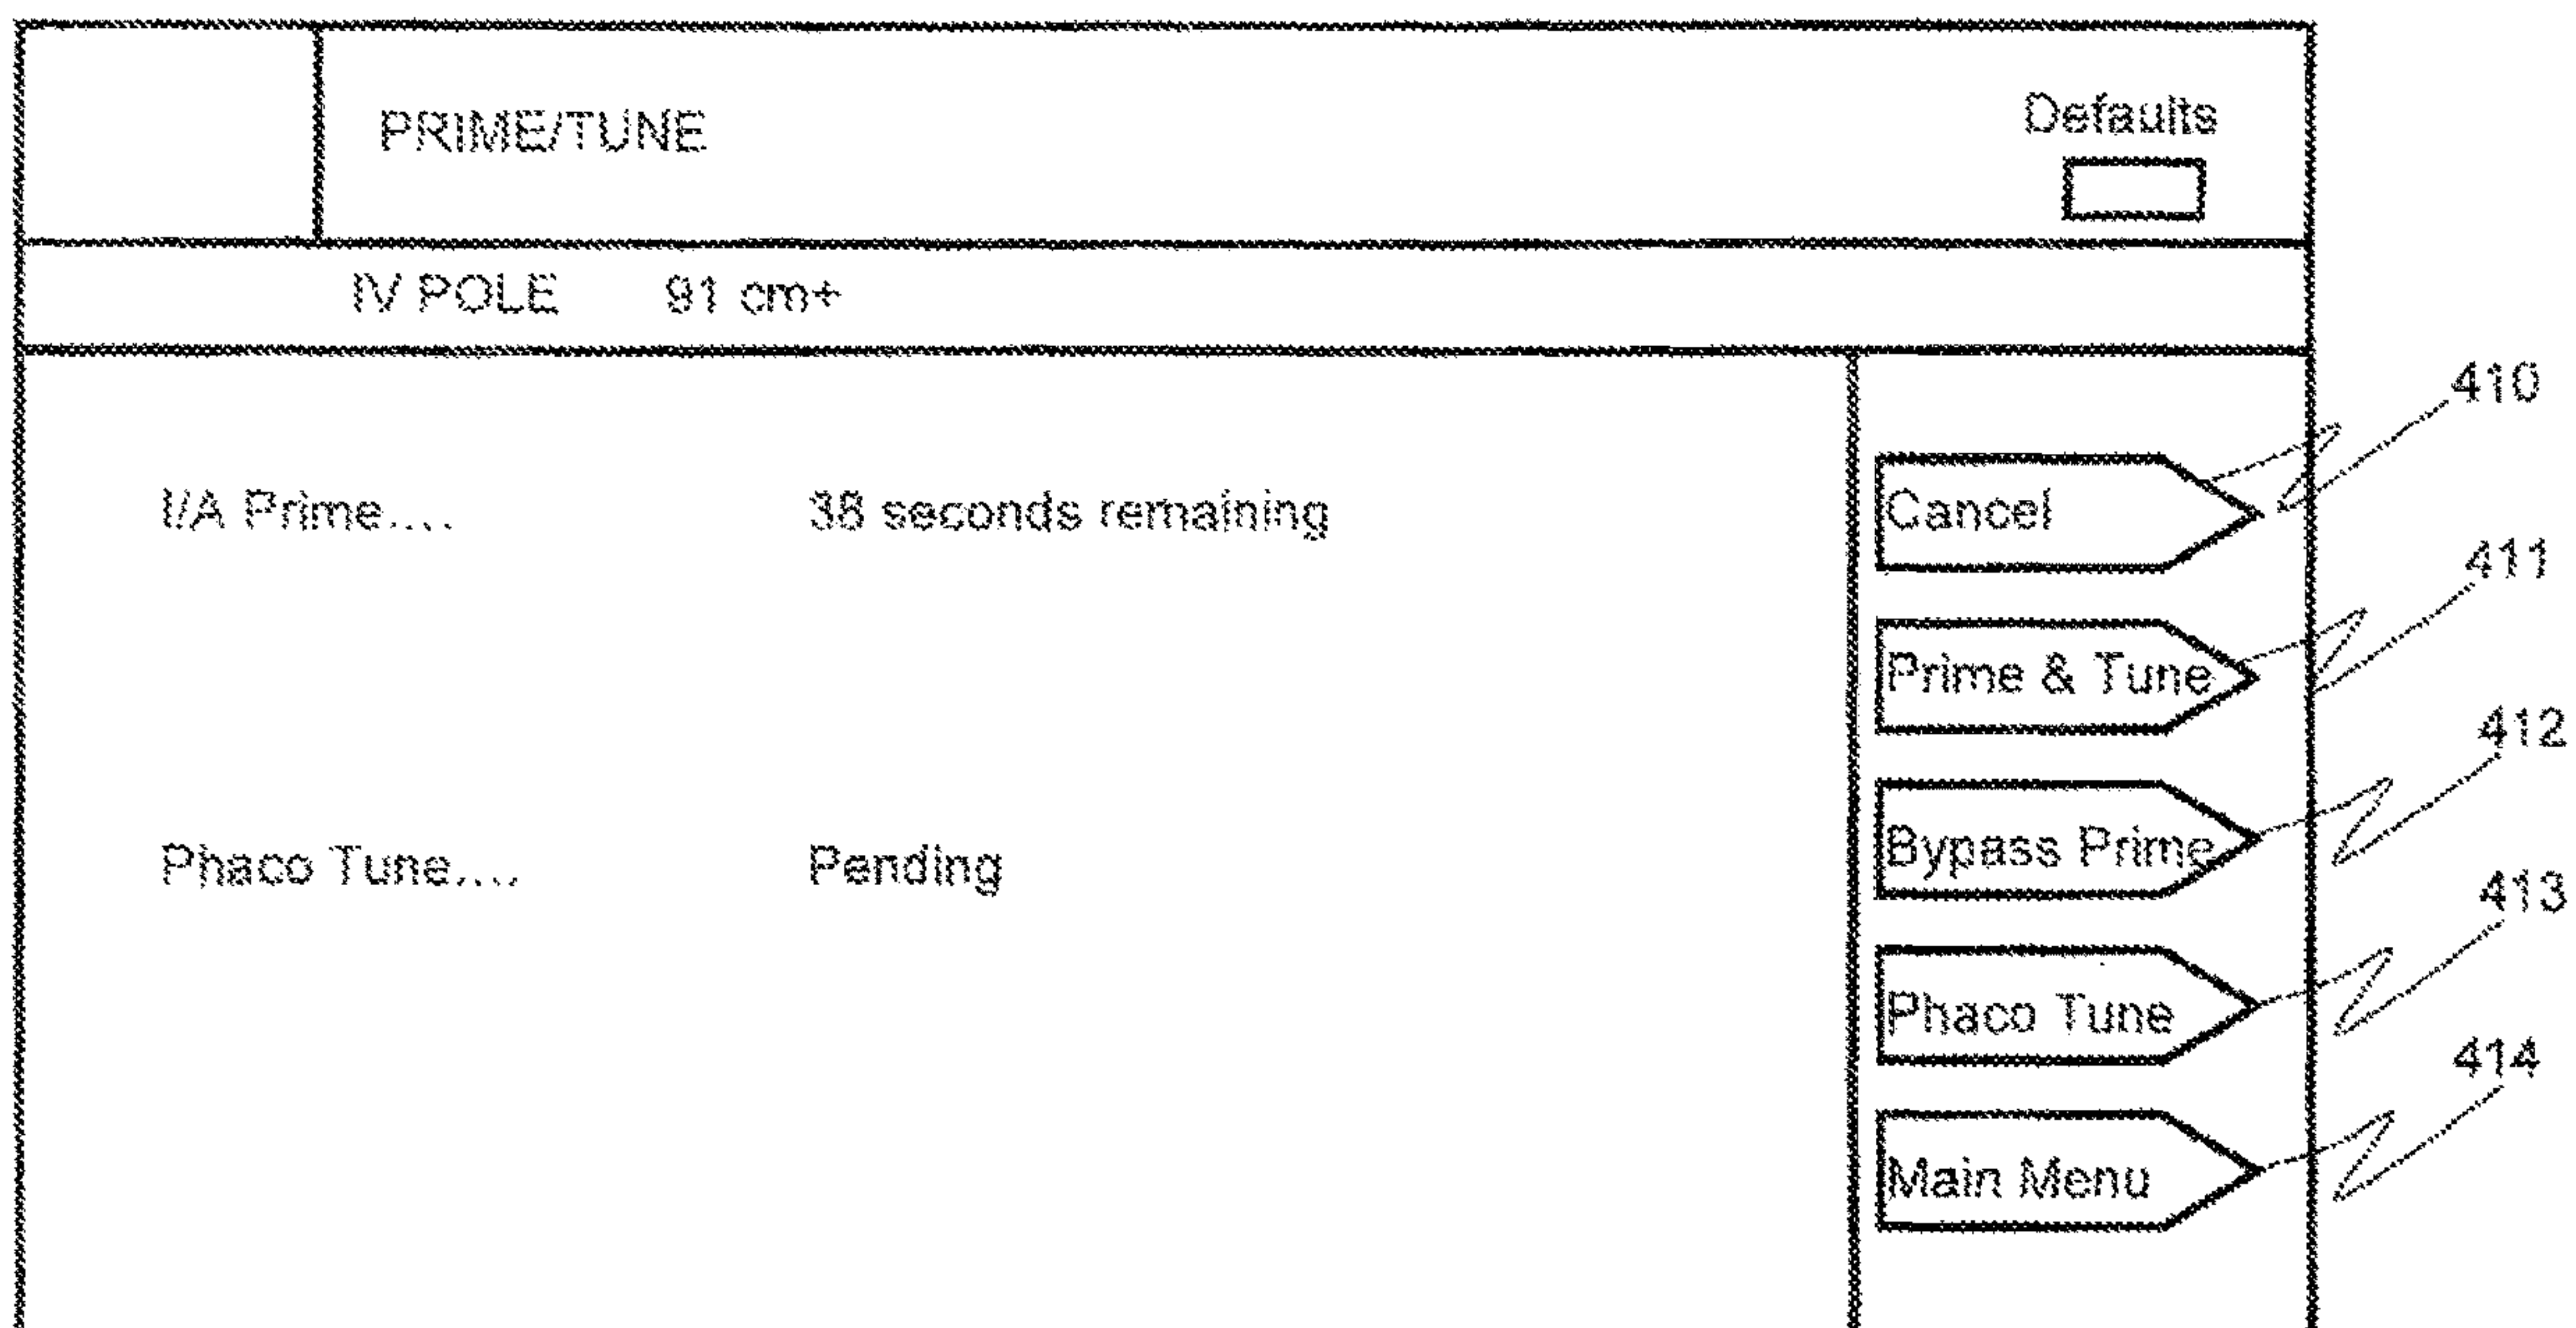 PRIME/TUNE
Defaults
IV POLE 91 cm+
410
I/A Prime.... 38 seconds remaining
Cancel
411
Prime & Tune
412
Bypass Prime
Phaco Tune.... Pending
413
Phaco Tune
414
Main Menu